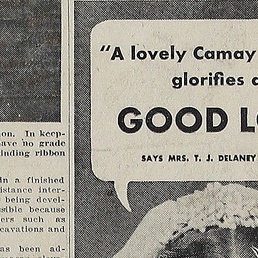 "A lovely Camay
glorifies a
GOOD LO
SAYS MRS. T. J. DELANEY
on. In keep-
ave no grade
inding ribbon
in a finished
istance inter-
being devel-
sible because
ers such as
cavations and
as been ad-